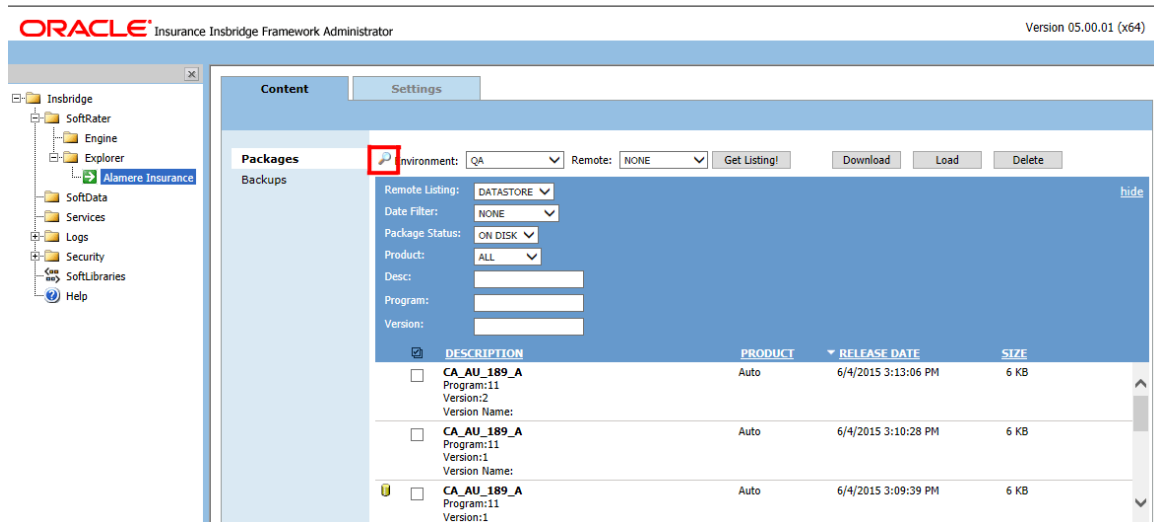 ORACLE® Insurance Insbridge Framework Administrator
Version 05.00.01 (x64)
Insbridge
SoftRater
Engine
Explorer
Alamere Insurance
SoftData
Services
Logs
Security
SoftLibraries
Help
Content
Settings
Packages
Backups
Environment: QA Remote: NONE Get Listing! Download Load Delete
Remote Listing: DATASTORE hide
Date Filter: NONE
Package Status: ON DISK
Product: ALL
Desc:
Program:
Version:
DESCRIPTION PRODUCT RELEASE DATE SIZE
CA_AU_189_A Auto 6/4/2015 3:13:06 PM 6 KB
Program:11
Version:2
Version Name:
CA_AU_189_A Auto 6/4/2015 3:10:28 PM 6 KB
Program:11
Version:1
Version Name:
CA_AU_189_A Auto 6/4/2015 3:09:39 PM 6 KB
Program:11
Version:1